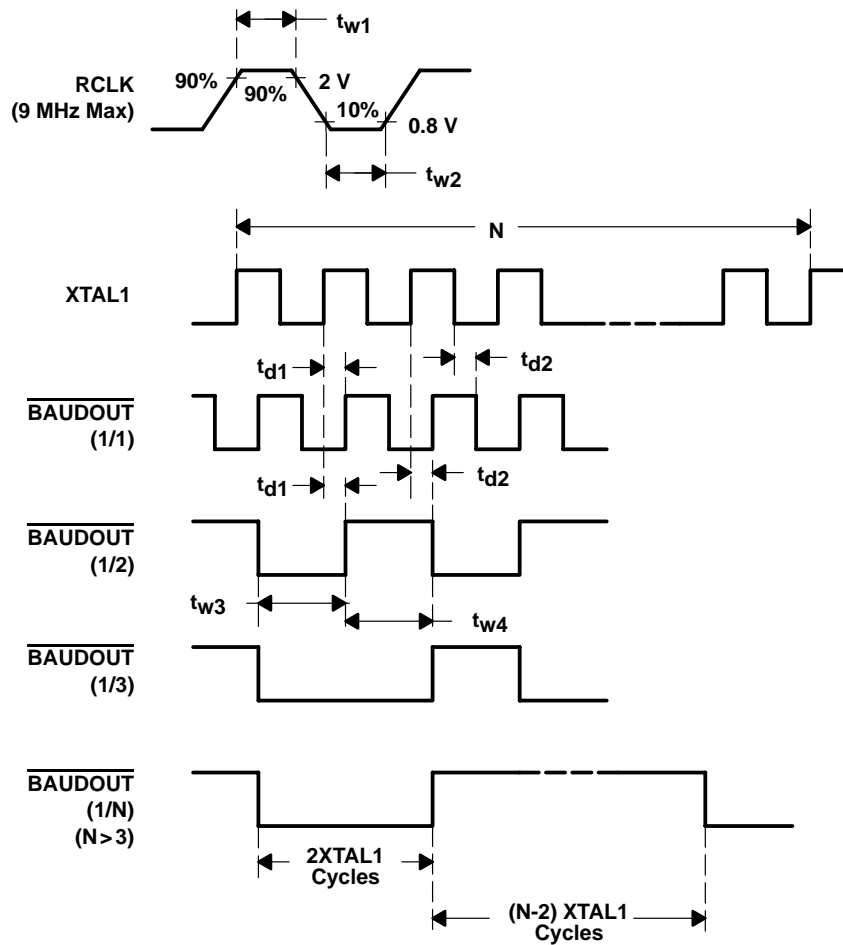 tw1
RCLK
(9 MHz Max)
90%
90%
2 V
10%
0.8 V
tw2
N
XTAL1
td1
td2
BAUDOUT
(1/1)
td1
td2
BAUDOUT
(1/2)
tw3
tw4
BAUDOUT
(1/3)
BAUDOUT
(1/N)
(N > 3)
2XTAL1
Cycles
(N-2) XTAL1
Cycles